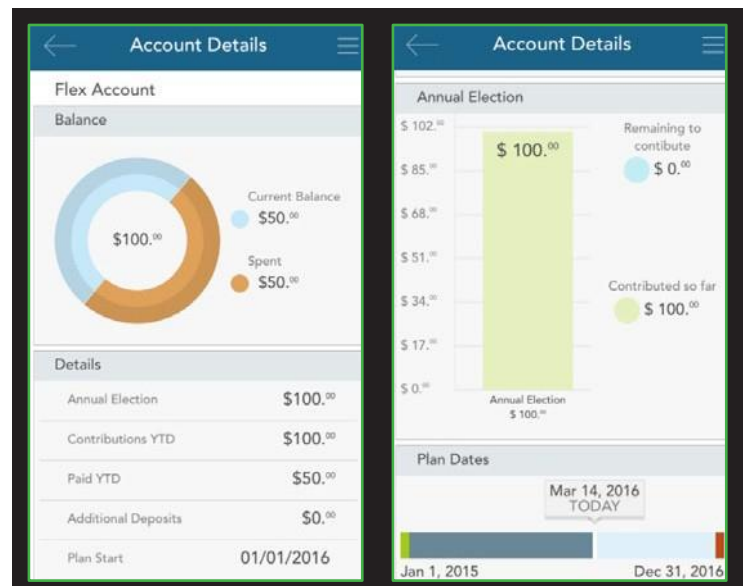 Account Details
Flex Account
Balance
$100.00
Current Balance
$50.00
Spent
$50.00
Details
Annual Election $100.00
Contributions YTD $100.00
Paid YTD $50.00
Additional Deposits $0.00
Plan Start 01/01/2016
Account Details
Annual Election
$ 102.00
$ 85.00
$ 68.00
$ 51.00
$ 34.00
$ 17.00
$ 0.00
$ 100.00
Annual Election
$ 100.00
Remaining to
contibute
$ 0.00
Contributed so far
$ 100.00
Plan Dates
Mar 14, 2016
TODAY
Jan 1, 2015 Dec 31, 2016